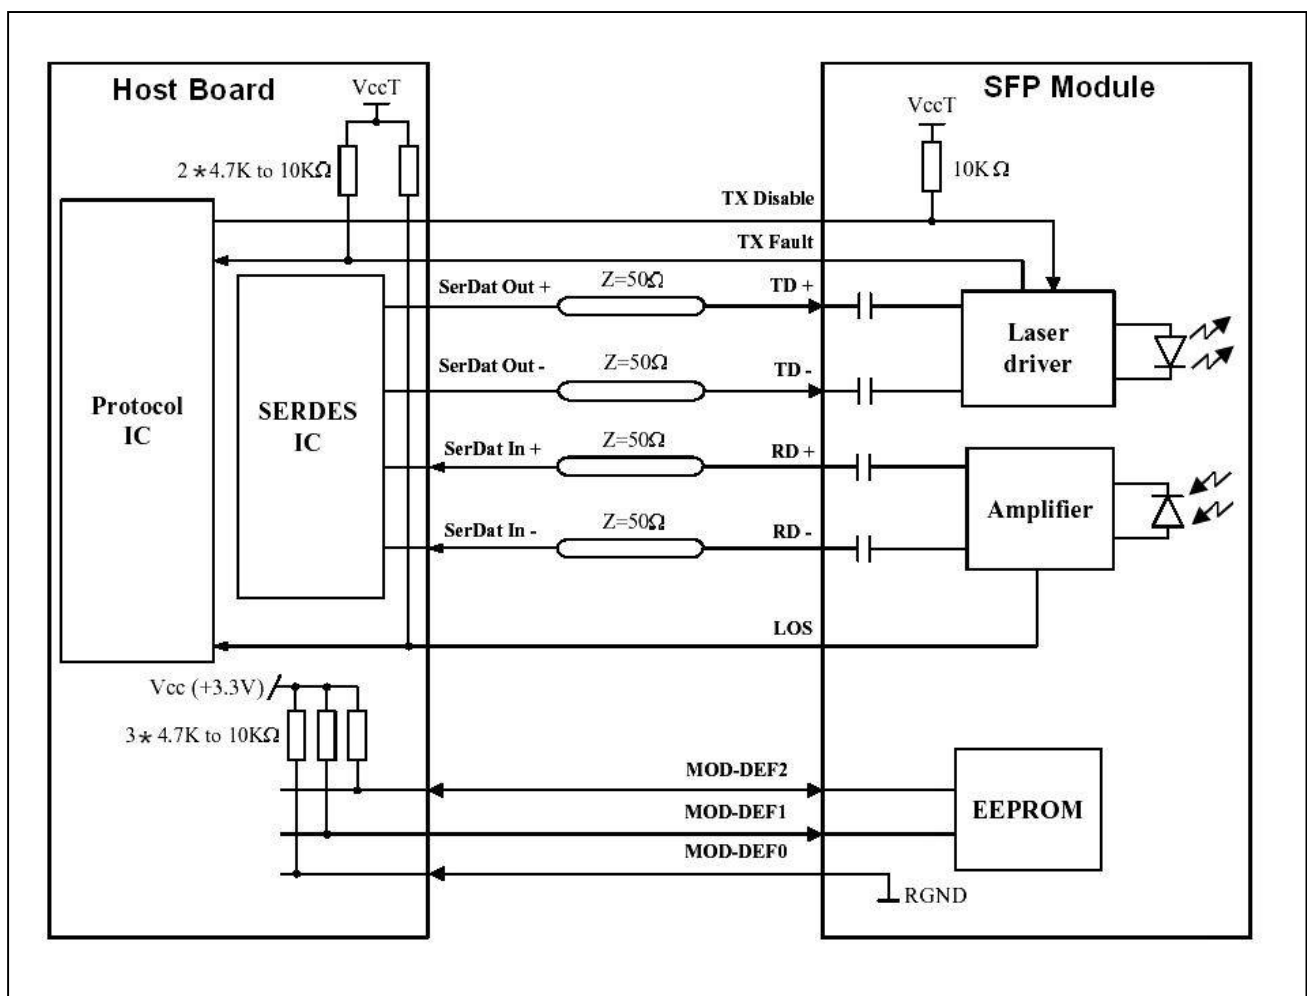 Host Board
SFP Module
VccT
VccT
2*4.7K to 10KΩ
10KΩ
TX Disable
TX Fault
SerDat Out +
Z=50Ω
TD +
Laser
driver
SerDat Out -
Z=50Ω
TD -
Protocol
IC
SERDES
IC
SerDat In +
Z=50Ω
RD +
Amplifier
SerDat In -
Z=50Ω
RD -
LOS
Vcc (+3.3V)
3* 4.7K to 10KΩ
MOD-DEF2
MOD-DEF1
EEPROM
MOD-DEF0
RGND